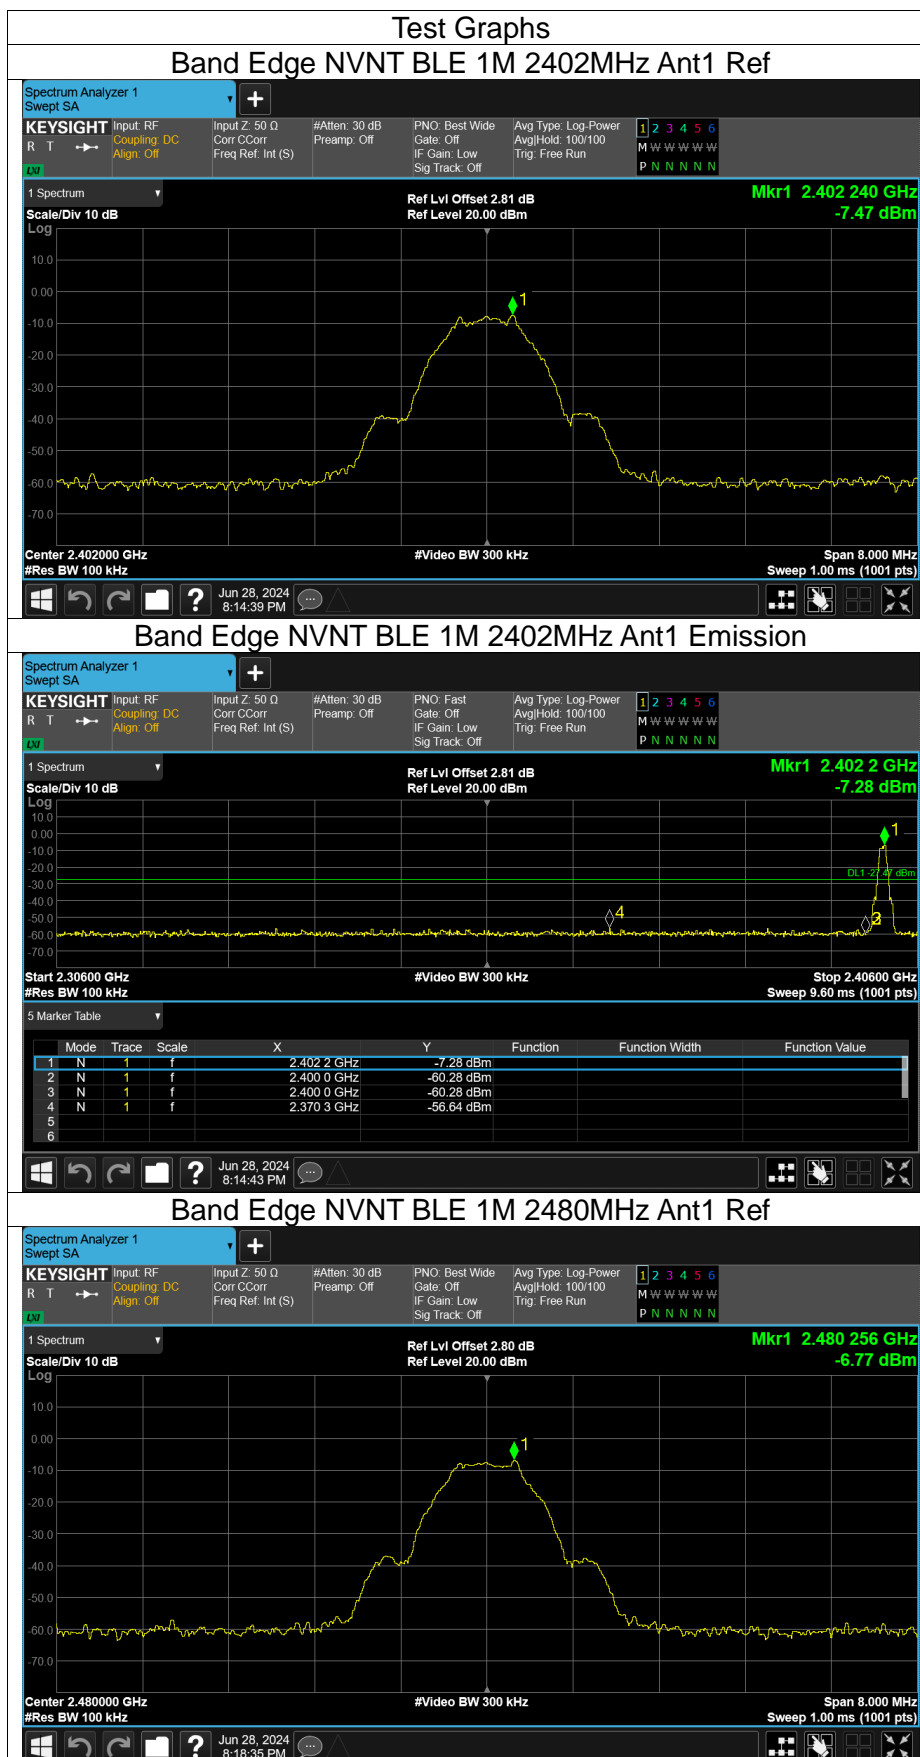 Test Graphs
Band Edge NVNT BLE 1M 2402MHz Ant1 Ref
Spectrum Analyzer 1
Swept SA
KEYSIGHT Input: RF Input Z: 50 Ω #Atten: 30 dB PNO: Best Wide Avg Type: Log-Power 1 2 3 4 5 6
R T Coupling: DC Corr CCorr Preamp: Off Gate: Off Avg|Hold: 100/100 M W W W W W
Align: Off Freq Ref: Int (S) IF Gain: Low Trig: Free Run
LXI Sig Track: Off P N N N N N
1 Spectrum Ref Lvl Offset 2.81 dB Mkr1 2.402 240 GHz
Scale/Div 10 dB Ref Level 20.00 dBm -7.47 dBm
Log
10.0
0.00
1
-10.0
-20.0
-30.0
-40.0
-50.0
-60.0
-70.0
Center 2.402000 GHz #Video BW 300 kHz Span 8.000 MHz
#Res BW 100 kHz Sweep 1.00 ms (1001 pts)
? Jun 28, 2024
8:14:39 PM
Band Edge NVNT BLE 1M 2402MHz Ant1 Emission
Spectrum Analyzer 1
Swept SA
KEYSIGHT Input: RF Input Z: 50 Ω #Atten: 30 dB PNO: Fast Avg Type: Log-Power 1 2 3 4 5 6
R T Coupling: DC Corr CCorr Preamp: Off Gate: Off Avg|Hold: 100/100 M W W W W W
Align: Off Freq Ref: Int (S) IF Gain: Low Trig: Free Run
LXI Sig Track: Off P N N N N N
1 Spectrum Ref Lvl Offset 2.81 dB Mkr1 2.402 2 GHz
Scale/Div 10 dB Ref Level 20.00 dBm -7.28 dBm
Log
10.0
0.00 1
-10.0
-20.0
DL1 -27.47 dBm
-30.0
-40.0
4
-50.0 3
-60.0
-70.0
Start 2.30600 GHz #Video BW 300 kHz Stop 2.40600 GHz
#Res BW 100 kHz Sweep 9.60 ms (1001 pts)
5 Marker Table
Mode Trace Scale X Y Function Function Width Function Value
1 N 1 f 2.402 2 GHz -7.28 dBm
2 N 1 f 2.400 0 GHz -60.28 dBm
3 N 1 f 2.400 0 GHz -60.28 dBm
4 N 1 f 2.370 3 GHz -56.64 dBm
5
6
? Jun 28, 2024
8:14:43 PM
Band Edge NVNT BLE 1M 2480MHz Ant1 Ref
Spectrum Analyzer 1
Swept SA
KEYSIGHT Input: RF Input Z: 50 Ω #Atten: 30 dB PNO: Best Wide Avg Type: Log-Power 1 2 3 4 5 6
R T Coupling: DC Corr CCorr Preamp: Off Gate: Off Avg|Hold: 100/100 M W W W W W
Align: Off Freq Ref: Int (S) IF Gain: Low Trig: Free Run
LXI Sig Track: Off P N N N N N
1 Spectrum Ref Lvl Offset 2.80 dB Mkr1 2.480 256 GHz
Scale/Div 10 dB Ref Level 20.00 dBm -6.77 dBm
Log
10.0
0.00
1
-10.0
-20.0
-30.0
-40.0
-50.0
-60.0
-70.0
Center 2.480000 GHz #Video BW 300 kHz Span 8.000 MHz
#Res BW 100 kHz Sweep 1.00 ms (1001 pts)
? Jun 28, 2024
8:18:35 PM